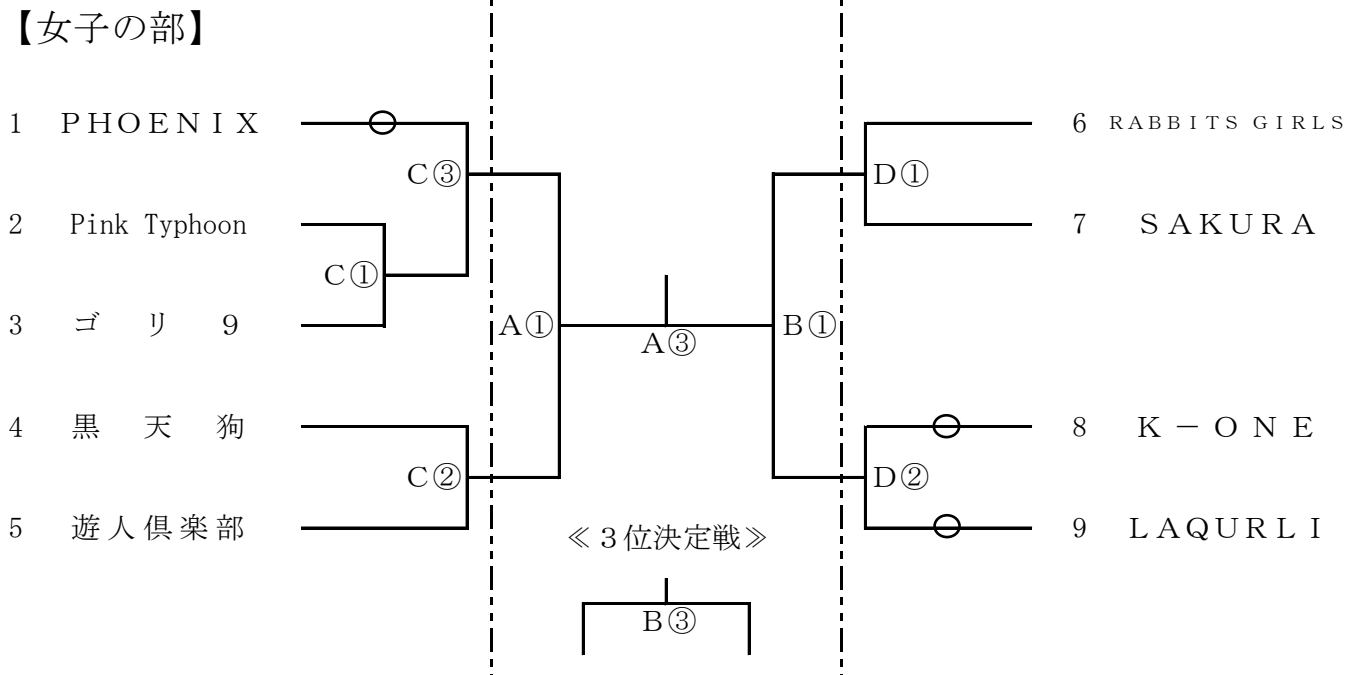 【女子の部】
1 ＰＨＯＥＮＩＸ
6 ＲＡＢＢＩＴＳ ＧＩＲＬＳ
Ｃ③
Ｄ①
2 Pink Typhoon
7 ＳＡＫＵＲＡ
Ｃ①
3 ゴリ９
Ａ①
Ａ③
Ｂ①
4 黒天狗
8 Ｋ－ＯＮＥ
Ｃ②
Ｄ②
5 遊人倶楽部
≪３位決定戦≫
9 ＬＡＱＵＲＬＩ
Ｂ③